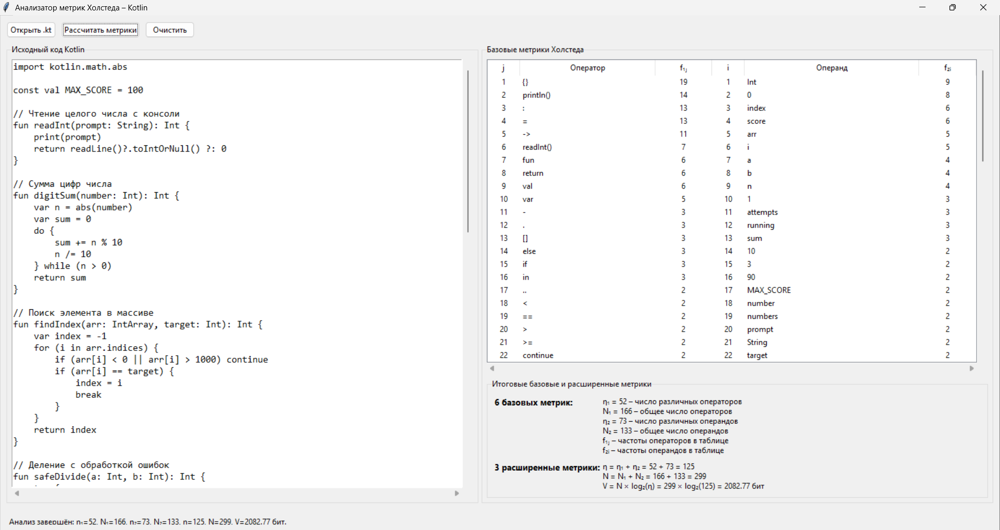 Анализатор метрик Холстеда – Kotlin
Открыть .kt Рассчитать метрики Очистить
Исходный код Kotlin
import kotlin.math.abs
const val MAX_SCORE = 100
// Чтение целого числа с консоли
fun readInt(prompt: String): Int {
    print(prompt)
    return readLine()?.toIntOrNull() ?: 0
}
// Сумма цифр числа
fun digitSum(number: Int): Int {
    var n = abs(number)
    var sum = 0
    do {
        sum += n % 10
        n /= 10
    } while (n > 0)
    return sum
}
// Поиск элемента в массиве
fun findIndex(arr: IntArray, target: Int): Int {
    var index = -1
    for (i in arr.indices) {
        if (arr[i] < 0 || arr[i] > 1000) continue
        if (arr[i] == target) {
            index = i
            break
        }
    }
    return index
}
// Деление с обработкой ошибок
fun safeDivide(a: Int, b: Int): Int {
Базовые метрики Холстеда
j Оператор f₁ⱼ i Операнд f₂ᵢ
1 {} 19 1 Int 9
2 println() 14 2 0 8
3 : 13 3 index 6
4 = 13 4 score 6
5 -> 11 5 arr 5
6 readInt() 7 6 i 5
7 fun 6 7 a 4
8 return 6 8 b 4
9 val 6 9 n 4
10 var 5 10 1 3
11 - 3 11 attempts 3
12 . 3 12 running 3
13 [] 3 13 sum 3
14 else 3 14 10 2
15 if 3 15 3 2
16 in 3 16 90 2
17 .. 2 17 MAX_SCORE 2
18 < 2 18 number 2
19 == 2 19 numbers 2
20 > 2 20 prompt 2
21 >= 2 21 String 2
22 continue 2 22 target 2
Итоговые базовые и расширенные метрики
6 базовых метрик:
η₁ = 52 – число различных операторов
N₁ = 166 – общее число операторов
η₂ = 73 – число различных операндов
N₂ = 133 – общее число операндов
f₁ⱼ – частоты операторов в таблице
f₂ᵢ – частоты операндов в таблице
3 расширенные метрики:
η = η₁ + η₂ = 52 + 73 = 125
N = N₁ + N₂ = 166 + 133 = 299
V = N × log₂(η) = 299 × log₂(125) = 2082.77 бит
Анализ завершён: η₁=52, N₁=166, η₂=73, N₂=133, η=125, N=299, V=2082.77 бит.